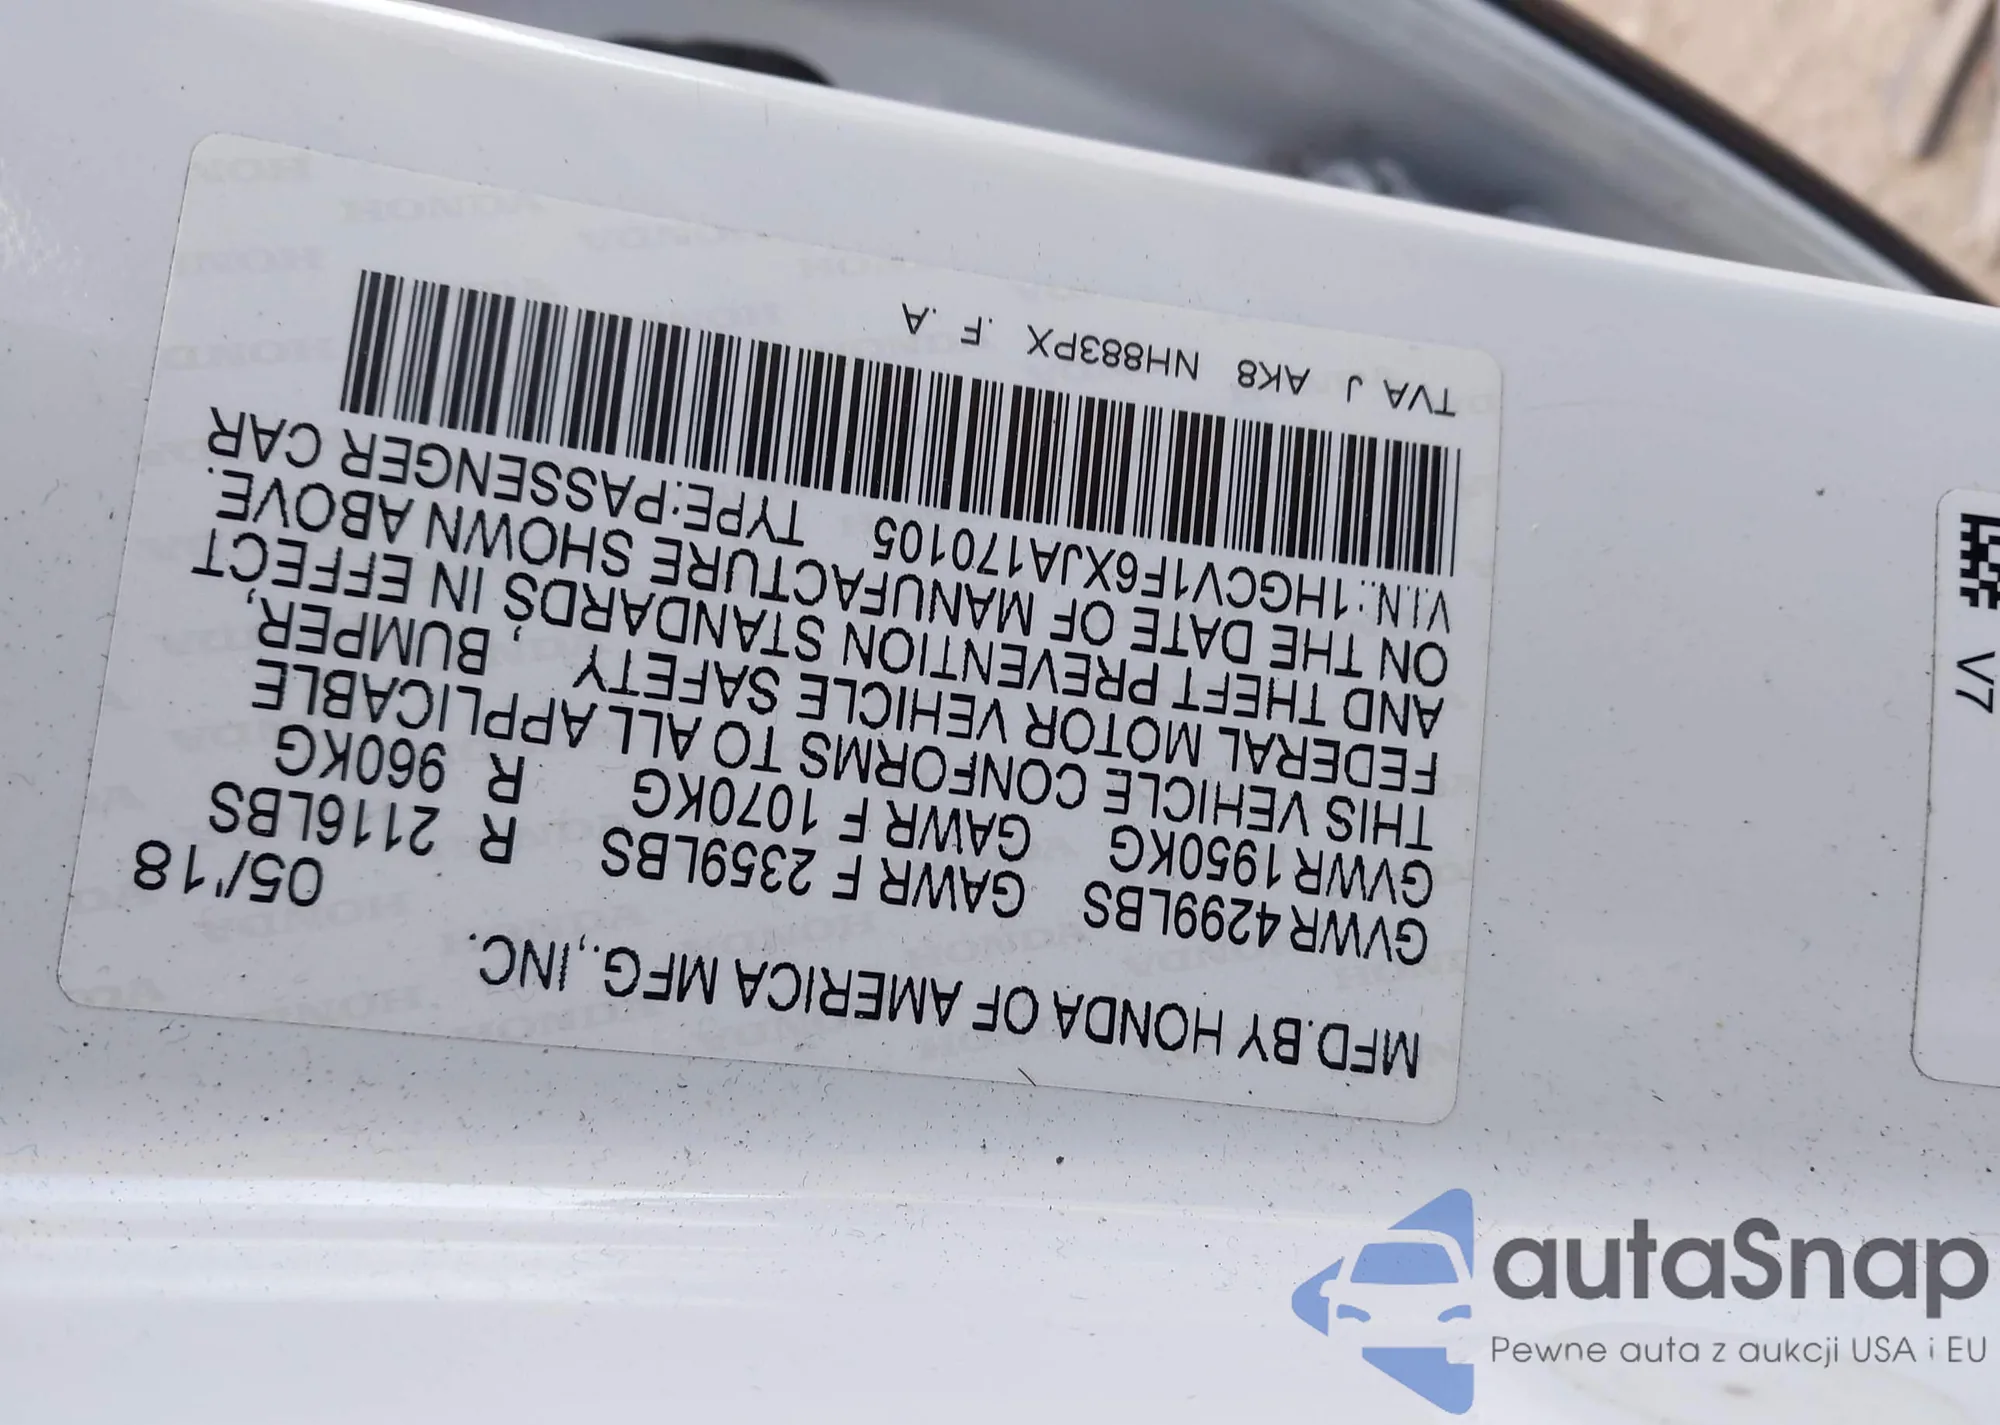 MFD.BY HONDA OF AMERICA MFG.,INC.
05/'18
GVWR 4299LBS GAWR F 2359LBS R 2116LBS
GVWR 1950KG GAWR F 1070KG R 960KG
THIS VEHICLE CONFORMS TO ALL APPLICABLE
FEDERAL MOTOR VEHICLE SAFETY, BUMPER,
AND THEFT PREVENTION STANDARDS IN EFFECT
ON THE DATE OF MANUFACTURE SHOWN ABOVE.
V.I.N.:1HGCV1F6XJA170105 TYPE:PASSENGER CAR
TVA J AK8 NH883PX .F .A
V7
autaSnap
Pewne auta z aukcji USA i EU